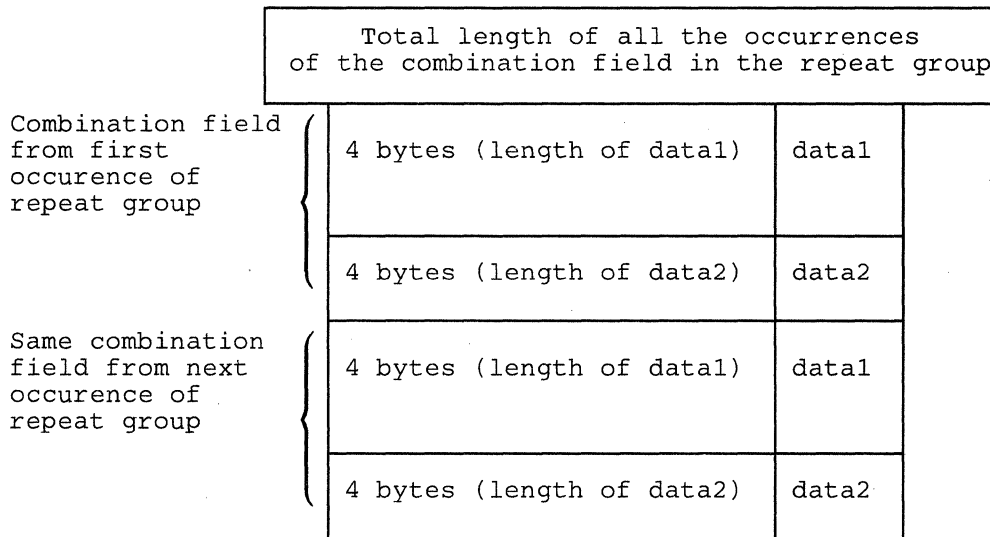 Total length of all the occurrences
of the combination field in the repeat group
Combination field
from first
occurence of
repeat group
4 bytes (length of data1) data1
4 bytes (length of data2) data2
Same combination
field from next
occurence of
repeat group
4 bytes (length of data1) data1
4 bytes (length of data2) data2